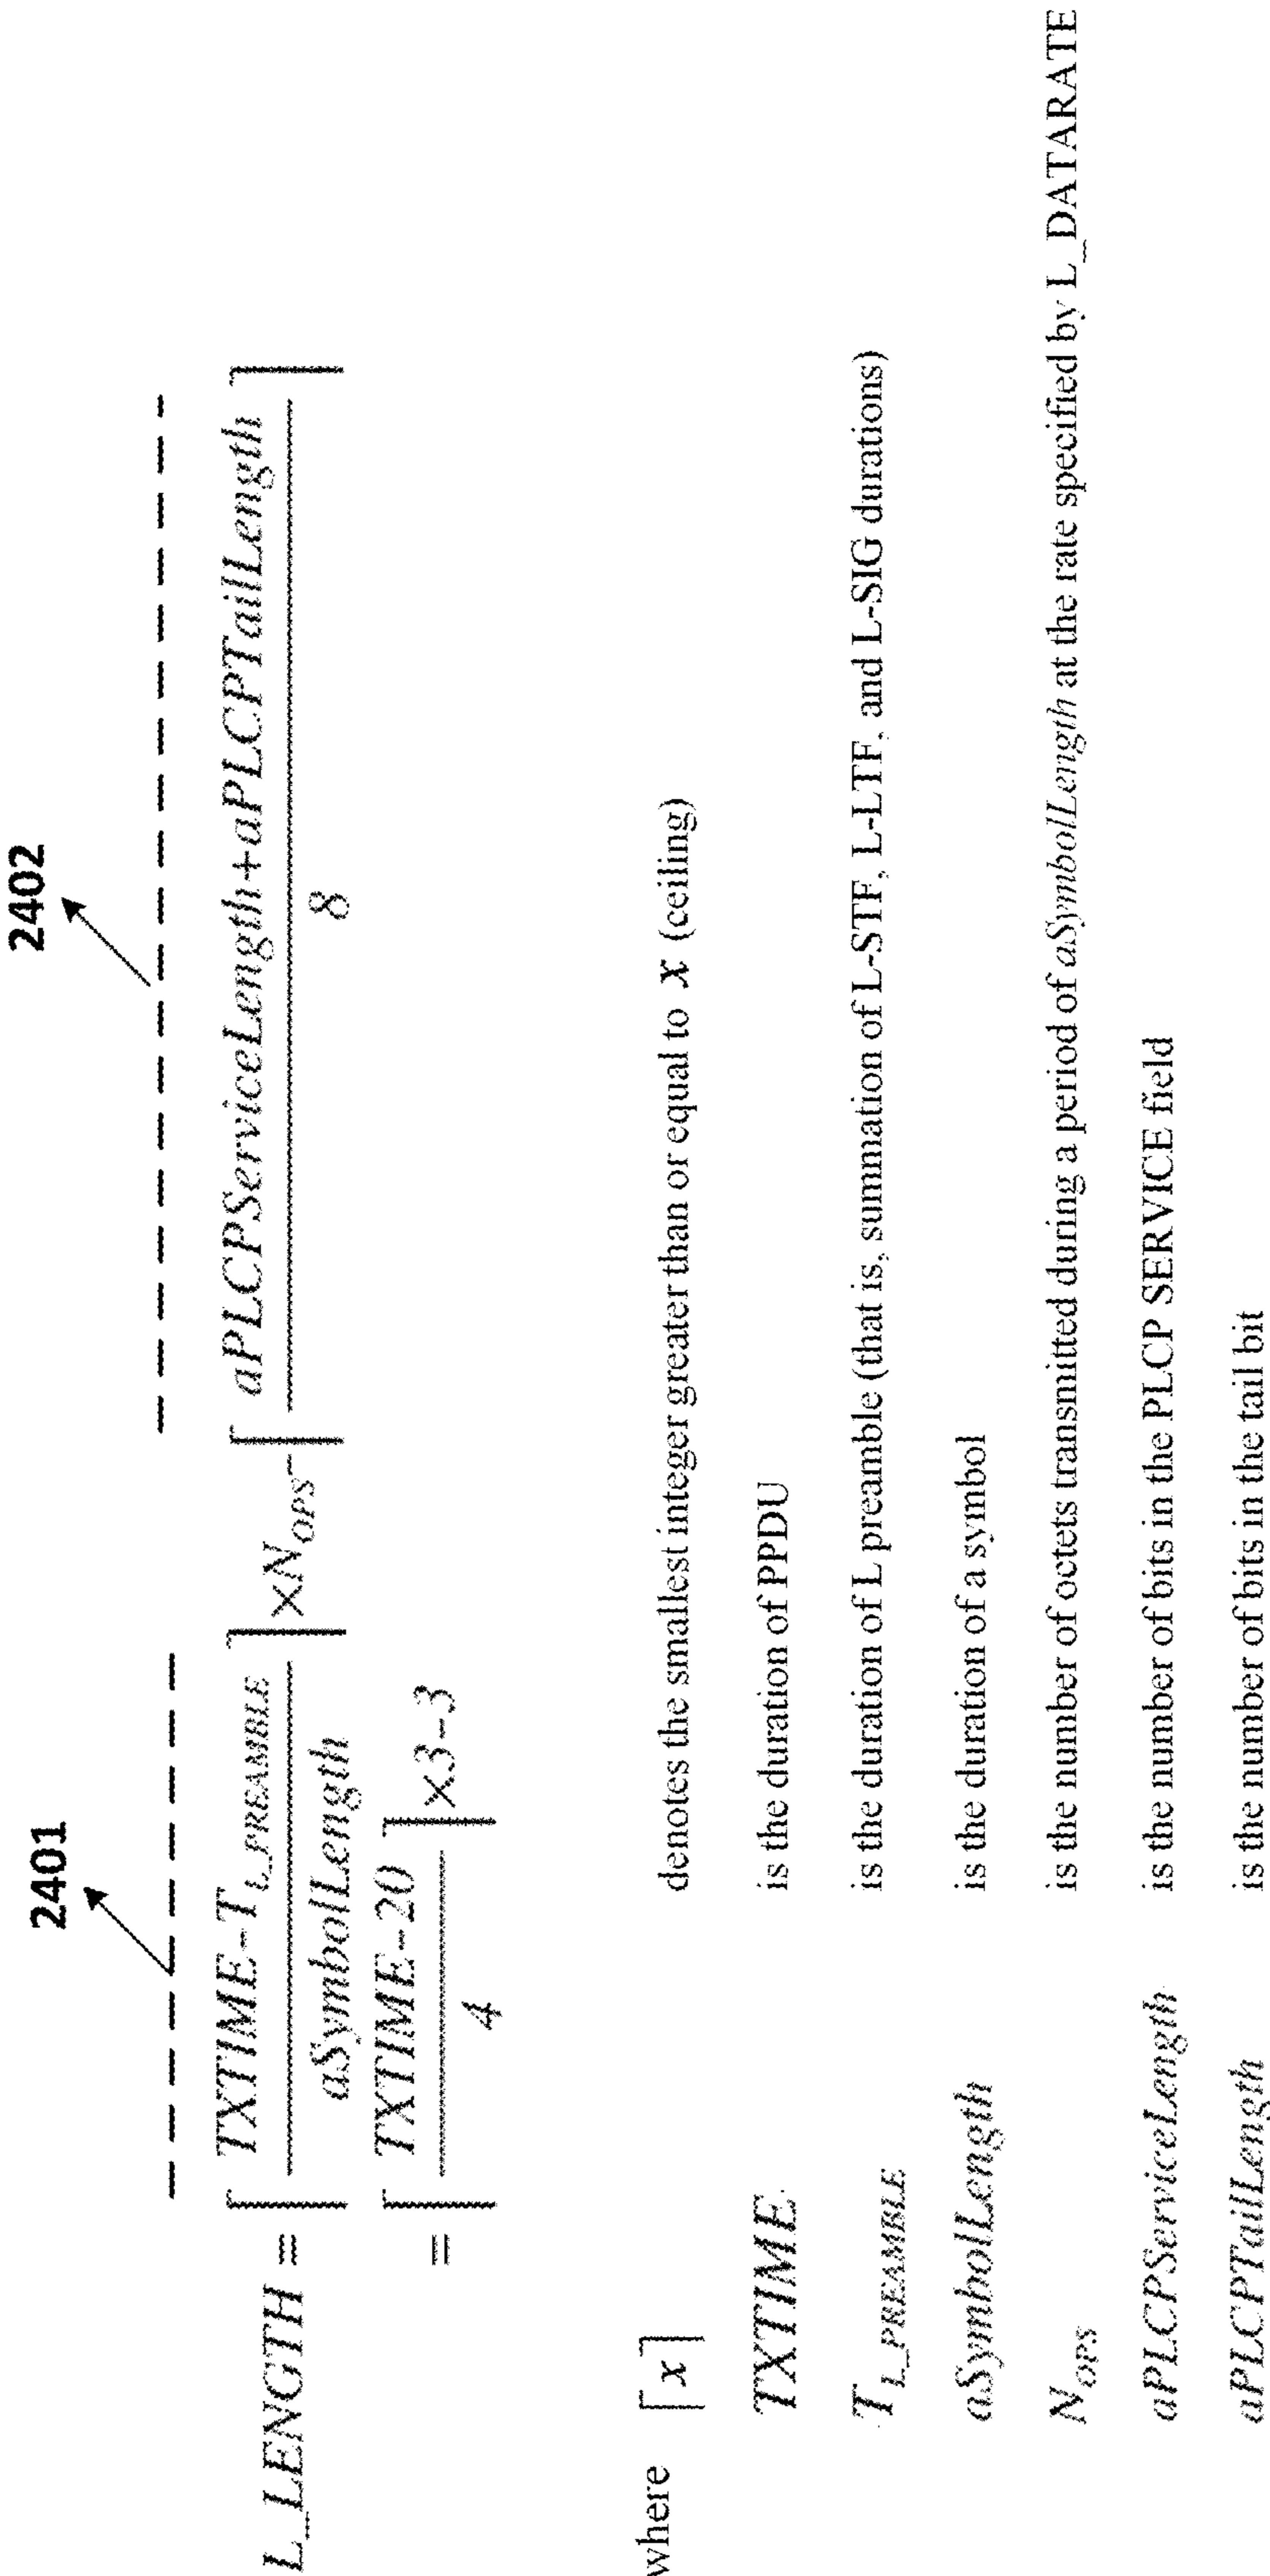 2401 2402
L_LENGTH = ⌈(TXTIME−T_L_PREAMBLE)/aSymbolLength⌉ ×N_OPS − ⌈(aPLCPServiceLength+aPLCPTailLength)/8⌉
= ⌈(TXTIME−20)/4⌉ ×3−3
where ⌈x⌉ denotes the smallest integer greater than or equal to x (ceiling)
TXTIME is the duration of PPDU
T_L_PREAMBLE is the duration of L preamble (that is, summation of L-STF, L-LTF, and L-SIG durations)
aSymbolLength is the duration of a symbol
N_OPS is the number of octets transmitted during a period of aSymbolLength at the rate specified by L_DATARATE
aPLCPServiceLength is the number of bits in the PLCP SERVICE field
aPLCPTailLength is the number of bits in the tail bit